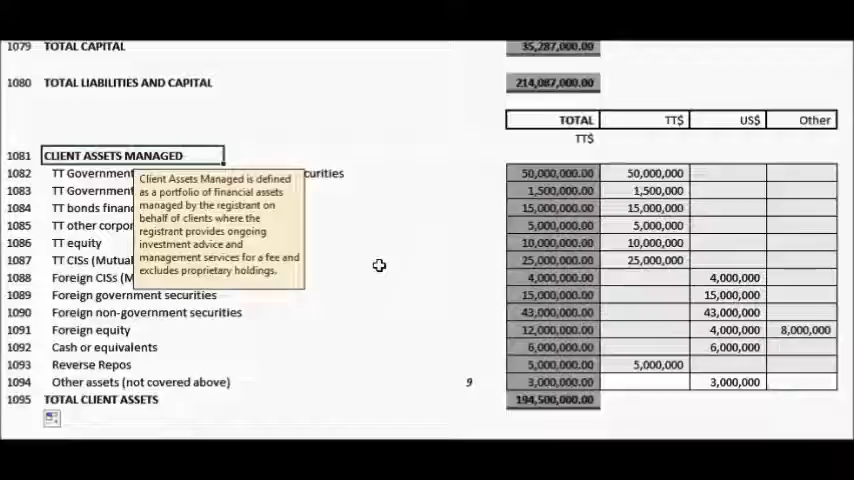 1079 TOTAL CAPITAL 35,287,000.00
1080 TOTAL LIABILITIES AND CAPITAL 214,087,000.00
TOTAL TT$ US$ Other
TT$
1081 CLIENT ASSETS MANAGED
1082 TT Government curities 50,000,000.00 50,000,000
1083 TT Government 1,500,000.00 1,500,000
1084 TT bonds financ 15,000,000.00 15,000,000
1085 TT other corpor 5,000,000.00 5,000,000
1086 TT equity 10,000,000.00 10,000,000
1087 TT CISs (Mutual 25,000,000.00 25,000,000
1088 Foreign CISs (M 4,000,000.00 4,000,000
1089 Foreign government securities 15,000,000.00 15,000,000
1090 Foreign non-government securities 43,000,000.00 43,000,000
1091 Foreign equity 12,000,000.00 4,000,000 8,000,000
1092 Cash or equivalents 6,000,000.00 6,000,000
1093 Reverse Repos 5,000,000.00 5,000,000
1094 Other assets (not covered above) 9 3,000,000.00 3,000,000
1095 TOTAL CLIENT ASSETS 194,500,000.00
Client Assets Managed is defined
as a portfolio of financial assets
managed by the registrant on
behalf of clients where the
registrant provides ongoing
investment advice and
management services for a fee and
excludes proprietary holdings.